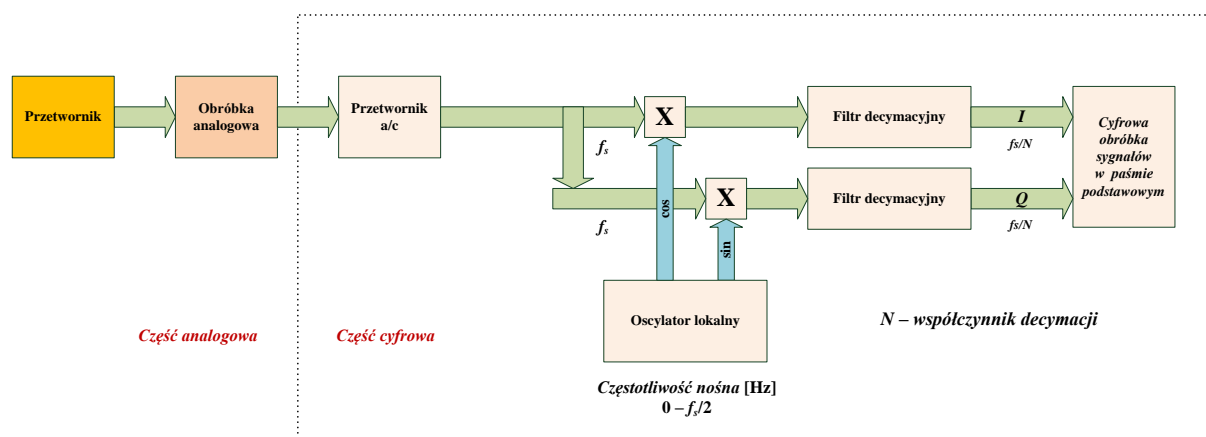 Przetwornik
Obróbka
analogowa
Przetwornik
a/c
X
Filtr decymacyjny
I
fs/N
Cyfrowa
obróbka
sygnałów
w paśmie
podstawowym
fs
X
Filtr decymacyjny
Q
fs/N
fs
cos
sin
Oscylator lokalny
Część analogowa
Część cyfrowa
N – współczynnik decymacji
Częstotliwość nośna [Hz]
0 – fs/2